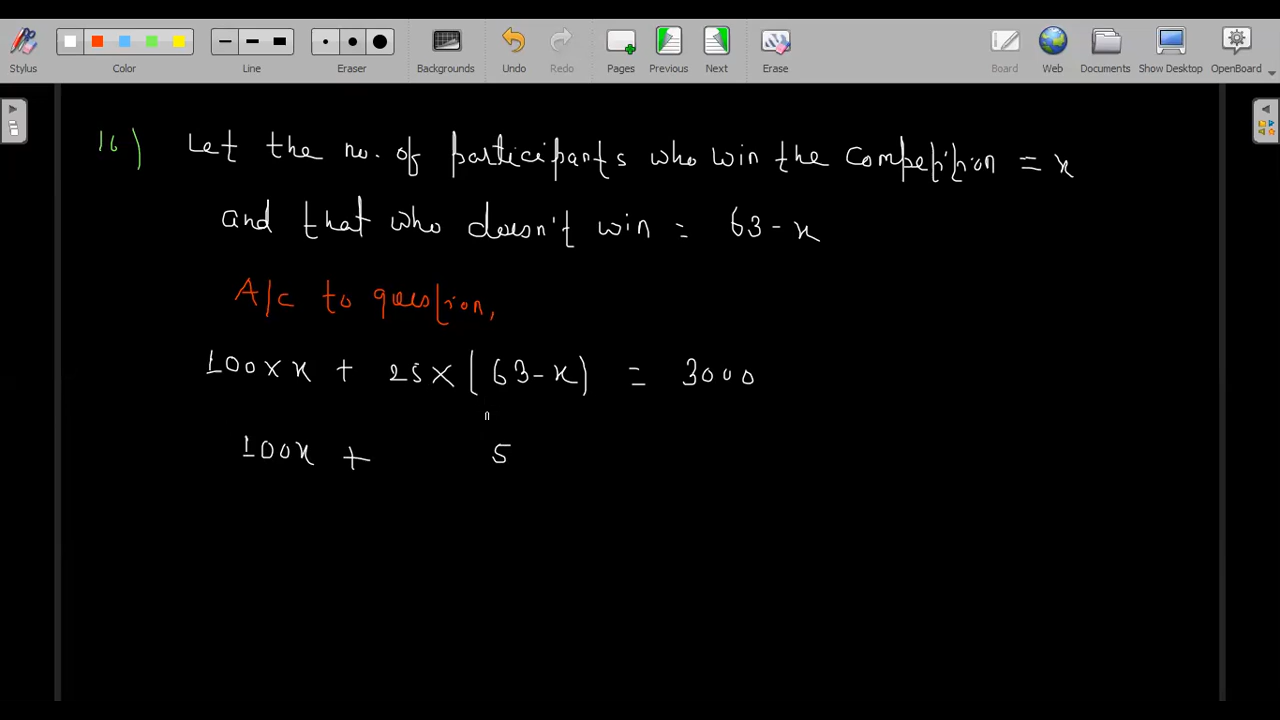 Stylus Color Line Eraser Backgrounds Undo Redo Pages Previous Next Erase Board Web Documents Show Desktop OpenBoard
16) Let the no. of participants who win the competition = x
and that who doesn't win = 63 - x
A/c to question,
100 × x + 25 × (63 - x) = 3000
100x + 5